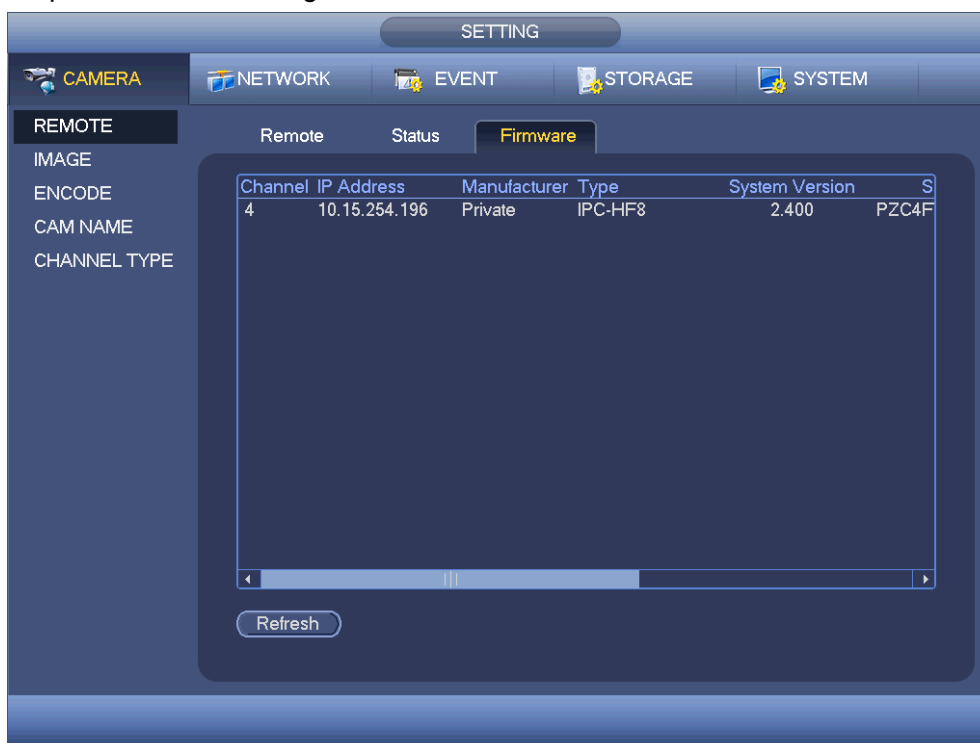 SETTING
CAMERA NETWORK EVENT STORAGE SYSTEM
REMOTE
IMAGE
ENCODE
CAM NAME
CHANNEL TYPE
Remote Status Firmware
Channel IP Address Manufacturer Type System Version S
4 10.15.254.196 Private IPC-HF8 2.400 PZC4F
Refresh